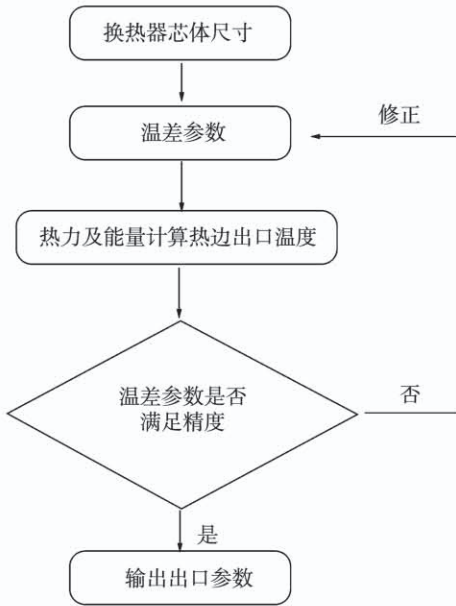 换热器芯体尺寸
修正
温差参数
热力及能量计算热边出口温度
温差参数是否
满足精度
否
是
输出出口参数